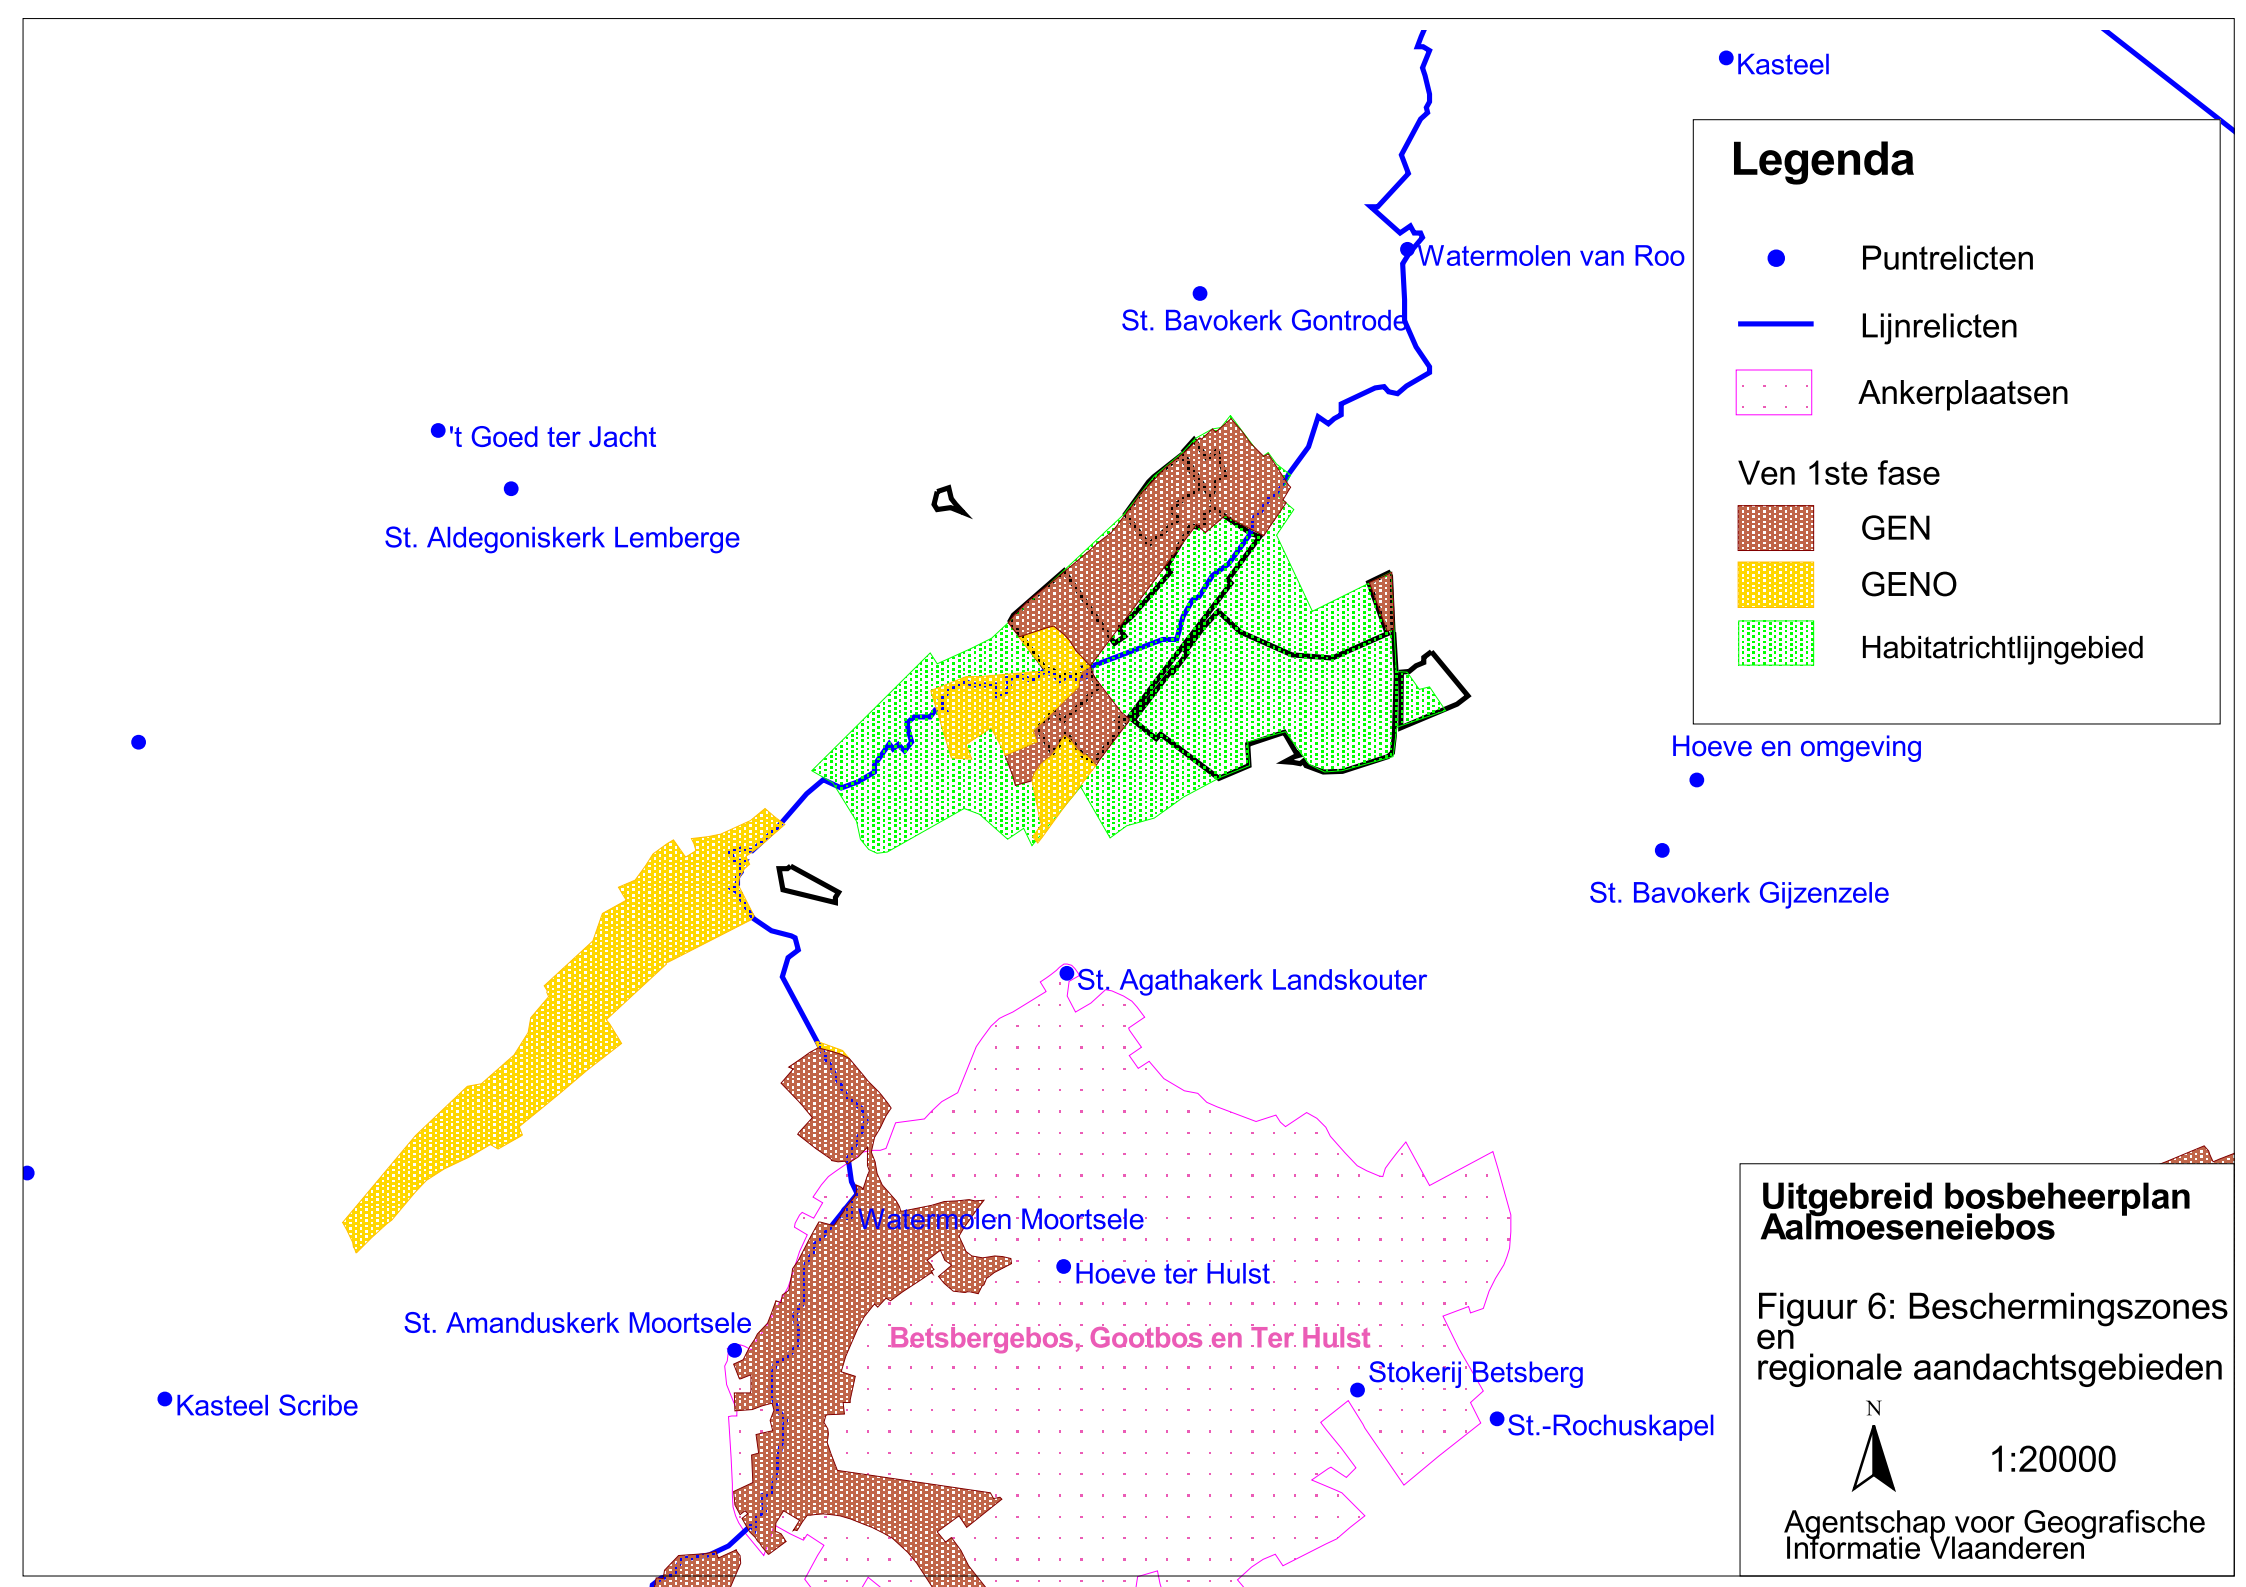 Kasteel
Legenda
Puntrelicten
Lijnrelicten
Ankerplaatsen
Ven 1ste fase
GEN
GENO
Habitatrichtlijngebied
Watermolen van Roo
St. Bavokerk Gontrode
't Goed ter Jacht
St. Aldegoniskerk Lemberge
Hoeve en omgeving
St. Bavokerk Gijzenzele
St. Agathakerk Landskouter
Watermolen Moortsele
Hoeve ter Hulst
St. Amanduskerk Moortsele
Betsbergebos, Gootbos en Ter Hulst
Stokerij Betsberg
Kasteel Scribe
St.-Rochuskapel
Uitgebreid bosbeheerplan
Aalmoeseneiebos
Figuur 6: Beschermingszones
en
regionale aandachtsgebieden
N
1:20000
Agentschap voor Geografische
Informatie Vlaanderen